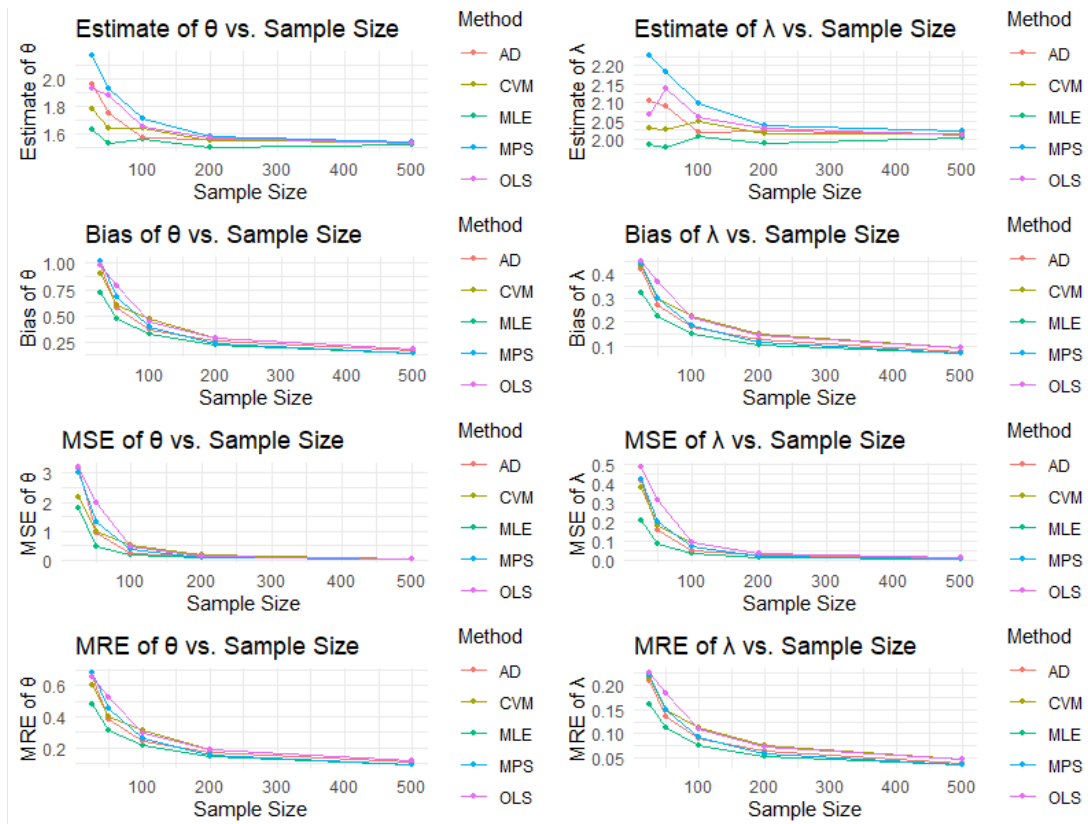 Estimate of θ vs. Sample Size
Estimate of θ
2.0
1.8
1.6
100 200 300 400 500
Sample Size
Method
AD
CVM
MLE
MPS
OLS
Estimate of λ vs. Sample Size
Estimate of λ
2.20
2.15
2.10
2.05
2.00
100 200 300 400 500
Sample Size
Method
AD
CVM
MLE
MPS
OLS
Bias of θ vs. Sample Size
Bias of θ
1.00
0.75
0.50
0.25
100 200 300 400 500
Sample Size
Method
AD
CVM
MLE
MPS
OLS
Bias of λ vs. Sample Size
Bias of λ
0.4
0.3
0.2
0.1
100 200 300 400 500
Sample Size
Method
AD
CVM
MLE
MPS
OLS
MSE of θ vs. Sample Size
MSE of θ
3
2
1
0
100 200 300 400 500
Sample Size
Method
AD
CVM
MLE
MPS
OLS
MSE of λ vs. Sample Size
MSE of λ
0.5
0.4
0.3
0.2
0.1
0.0
100 200 300 400 500
Sample Size
Method
AD
CVM
MLE
MPS
OLS
MRE of θ vs. Sample Size
MRE of θ
0.6
0.4
0.2
100 200 300 400 500
Sample Size
Method
AD
CVM
MLE
MPS
OLS
MRE of λ vs. Sample Size
MRE of λ
0.20
0.15
0.10
0.05
100 200 300 400 500
Sample Size
Method
AD
CVM
MLE
MPS
OLS